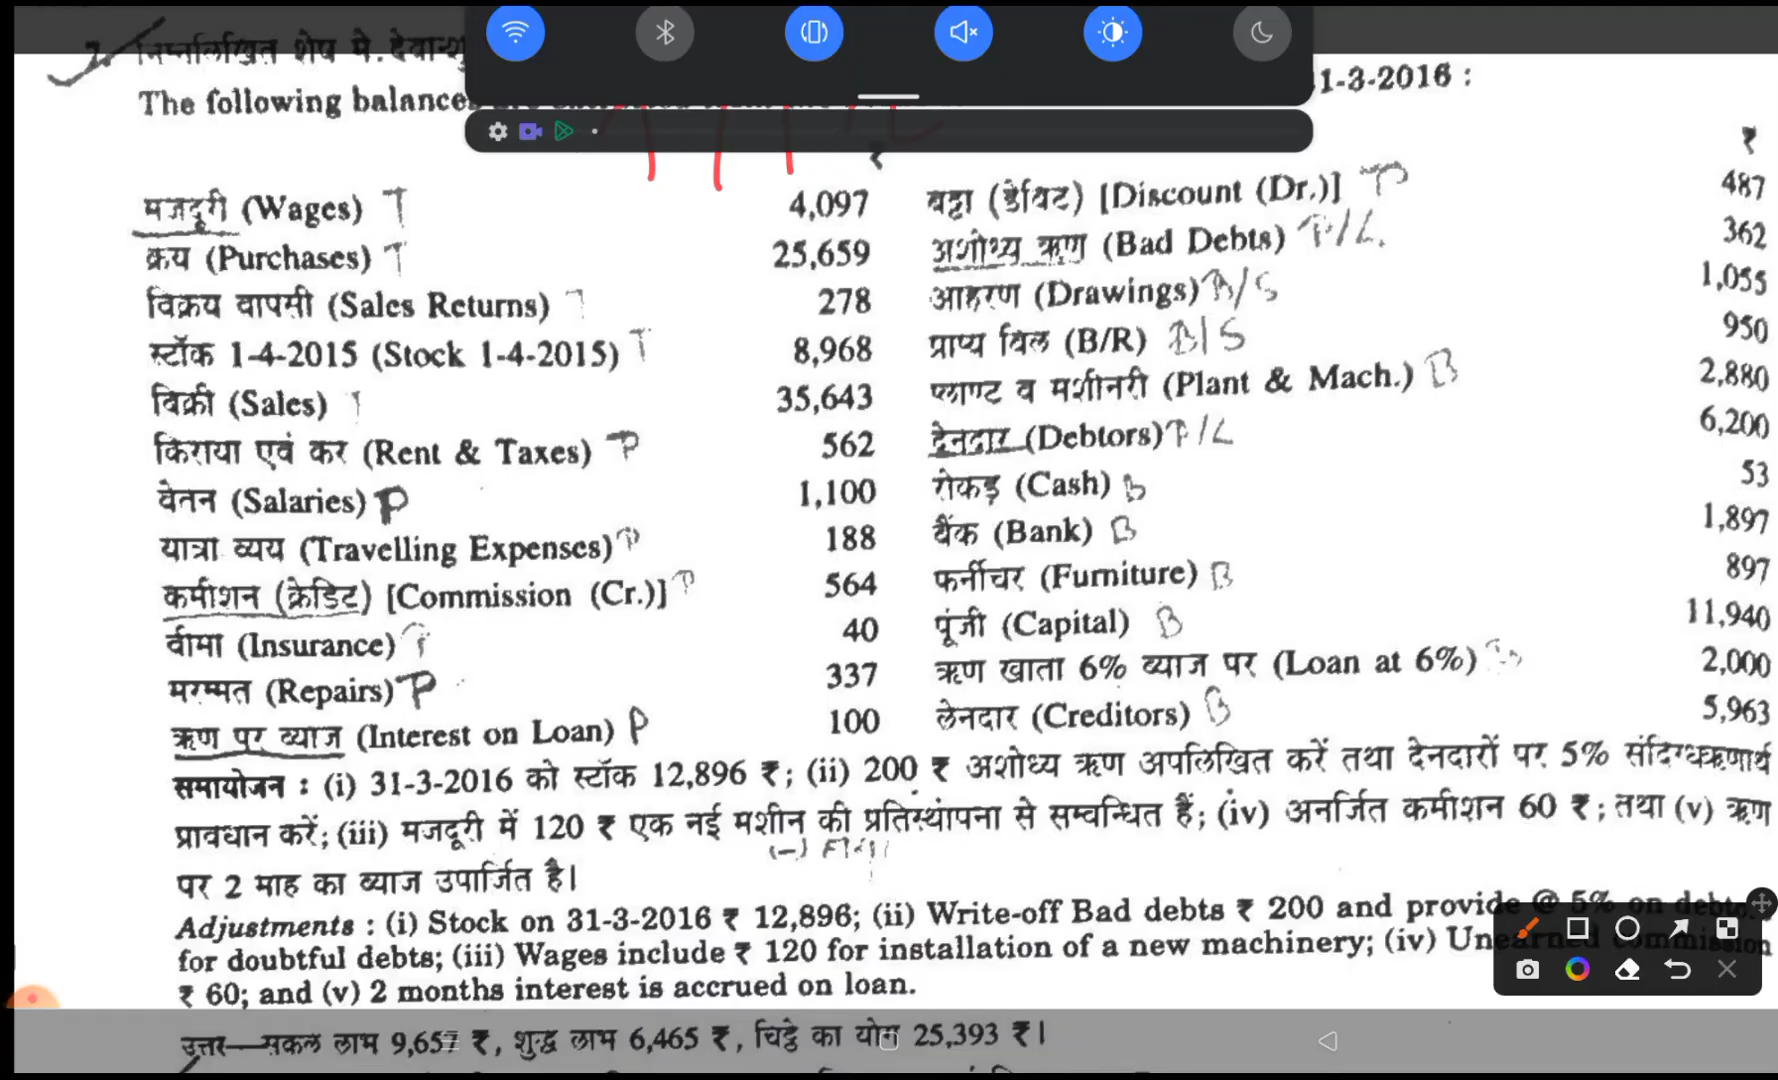 7. निम्नलिखित शेष मे. देवान्शु
The following balances 1-3-2016 :
₹ ₹
मजदूरी (Wages) T 4,097 बट्टा (डेबिट) [Discount (Dr.)] P 487
क्रय (Purchases) T 25,659 अशोध्य ऋण (Bad Debts) P/L. 362
विक्रय वापसी (Sales Returns) T 278 आहरण (Drawings) B/S 1,055
स्टॉक 1-4-2015 (Stock 1-4-2015) T 8,968 प्राप्य बिल (B/R) B/S 950
बिक्री (Sales) T 35,643 प्लाण्ट व मशीनरी (Plant & Mach.) B 2,880
किराया एवं कर (Rent & Taxes) P 562 देनदार (Debtors) P/L 6,200
वेतन (Salaries) P 1,100 रोकड़ (Cash) B 53
यात्रा व्यय (Travelling Expenses) P 188 बैंक (Bank) B 1,897
कमीशन (क्रेडिट) [Commission (Cr.)] P 564 फर्नीचर (Furniture) B 897
बीमा (Insurance) P 40 पूंजी (Capital) B 11,940
मरम्मत (Repairs) P 337 ऋण खाता 6% ब्याज पर (Loan at 6%) 2,000
ऋण पर ब्याज (Interest on Loan) P 100 लेनदार (Creditors) B 5,963
समायोजन : (i) 31-3-2016 को स्टॉक 12,896 ₹; (ii) 200 ₹ अशोध्य ऋण अपलिखित करें तथा देनदारों पर 5% संदिग्धऋणार्थ
प्रावधान करें; (iii) मजदूरी में 120 ₹ एक नई मशीन की प्रतिस्थापना से सम्बन्धित हैं; (iv) अनर्जित कमीशन 60 ₹; तथा (v) ऋण
(-)
पर 2 माह का ब्याज उपार्जित है।
Adjustments : (i) Stock on 31-3-2016 ₹ 12,896; (ii) Write-off Bad debts ₹ 200 and provide @ 5% on
for doubtful debts; (iii) Wages include ₹ 120 for installation of a new machinery; (iv) Unearned commission
₹ 60; and (v) 2 months interest is accrued on loan.
उत्तर—सकल लाभ 9,657 ₹, शुद्ध लाभ 6,465 ₹, चिट्ठे का योग 25,393 ₹।